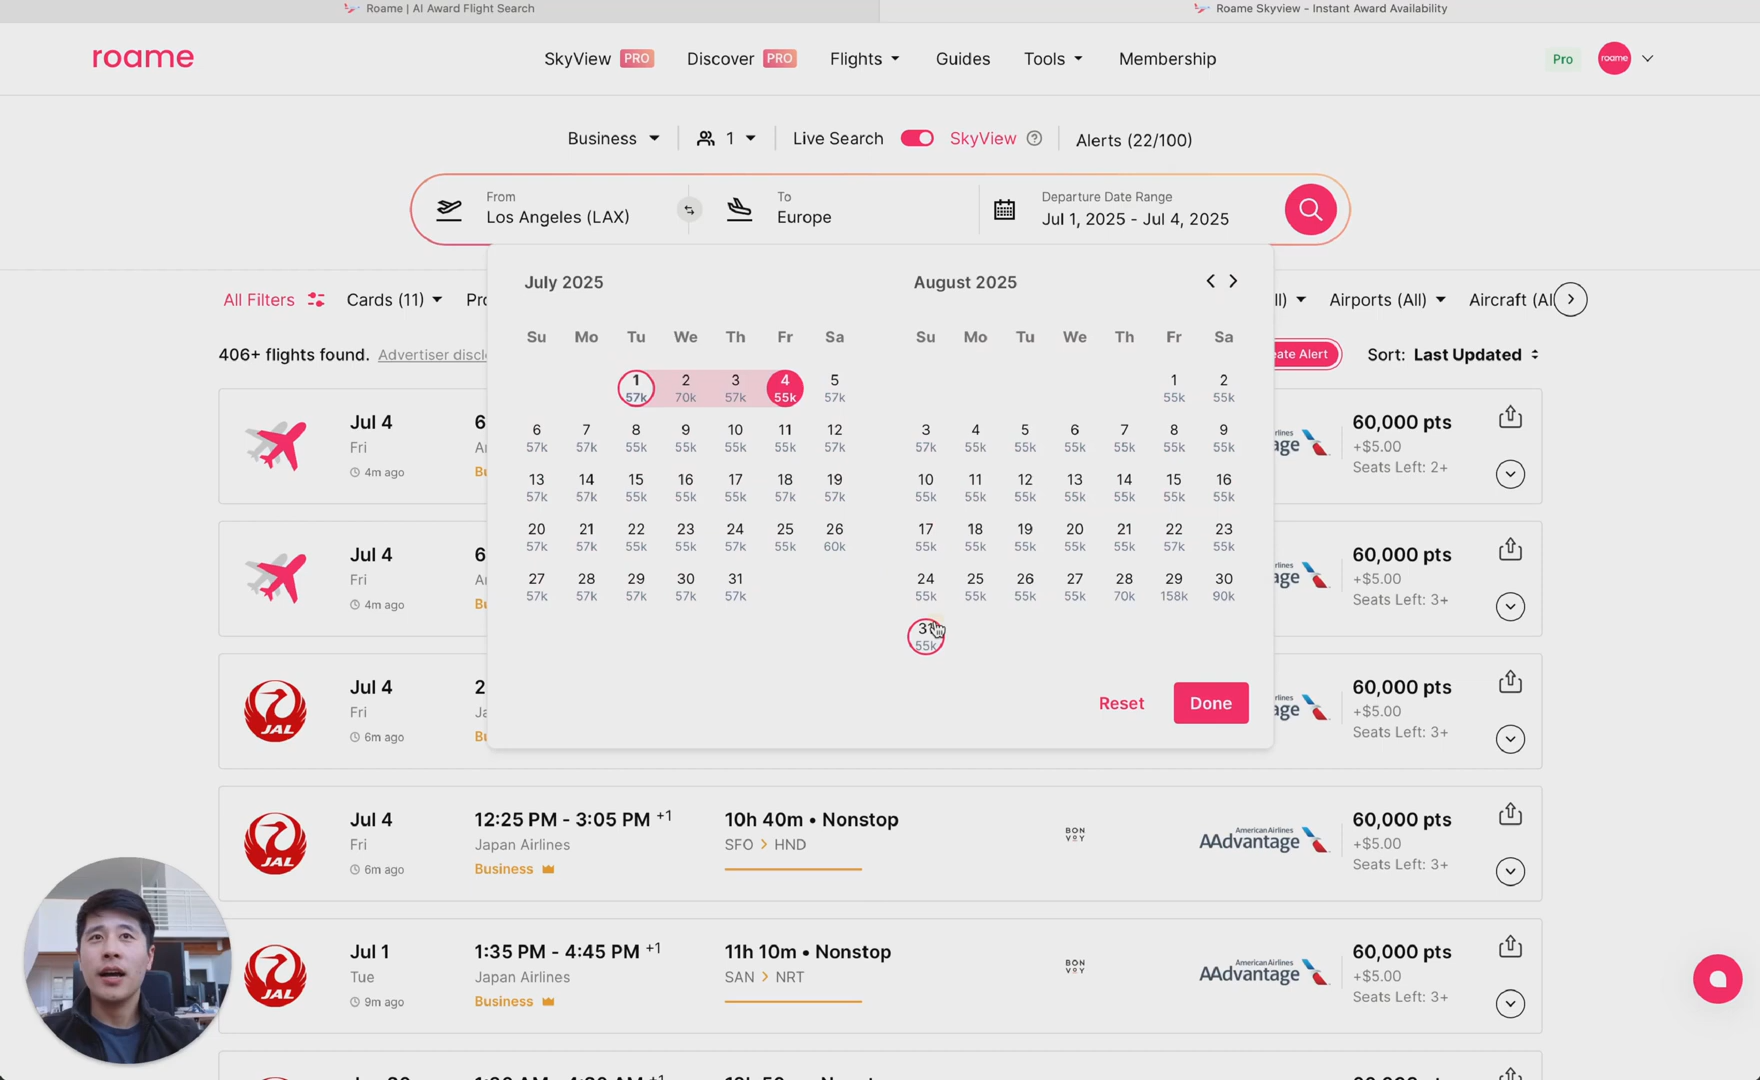 Roame | AI Award Flight Search
Roame Skyview - Instant Award Availability
roame
SkyView PRO
Discover PRO
Flights
Guides
Tools
Membership
Pro
roame
Business
1
Live Search
SkyView
Alerts (22/100)
From
Los Angeles (LAX)
To
Europe
Departure Date Range
Jul 1, 2025 - Jul 4, 2025
All Filters
Cards (11)
Airports (All)
406+ flights found.
Sort: Last Updated
July 2025
Su Mo Tu We Th Fr Sa
1 2 3 4 5
57k 70k 57k 55k 57k
6 7 8 9 10 11 12
57k 57k 55k 55k 55k 55k 57k
13 14 15 16 17 18 19
57k 57k 55k 55k 55k 57k 57k
20 21 22 23 24 25 26
57k 57k 55k 55k 57k 55k 60k
27 28 29 30 31
57k 57k 57k 57k 57k
August 2025
Su Mo Tu We Th Fr Sa
1 2
55k 55k
3 4 5 6 7 8 9
57k 55k 55k 55k 55k 55k 55k
10 11 12 13 14 15 16
55k 55k 55k 55k 55k 55k 55k
17 18 19 20 21 22 23
55k 55k 55k 55k 55k 57k 55k
24 25 26 27 28 29 30
55k 55k 55k 55k 70k 158k 90k
31
55k
Reset
Done
Jul 4
Fri
4m ago
60,000 pts
+$5.00
Seats Left: 2+
Jul 4
Fri
4m ago
60,000 pts
+$5.00
Seats Left: 3+
JAL
Jul 4
Fri
6m ago
60,000 pts
+$5.00
Seats Left: 3+
JAL
Jul 4
Fri
6m ago
12:25 PM - 3:05 PM +1
Japan Airlines
Business
10h 40m • Nonstop
SFO > HND
BONVOY
American Airlines
AAdvantage
60,000 pts
+$5.00
Seats Left: 3+
JAL
Jul 1
Tue
9m ago
1:35 PM - 4:45 PM +1
Japan Airlines
Business
11h 10m • Nonstop
SAN > NRT
BONVOY
American Airlines
AAdvantage
60,000 pts
+$5.00
Seats Left: 3+